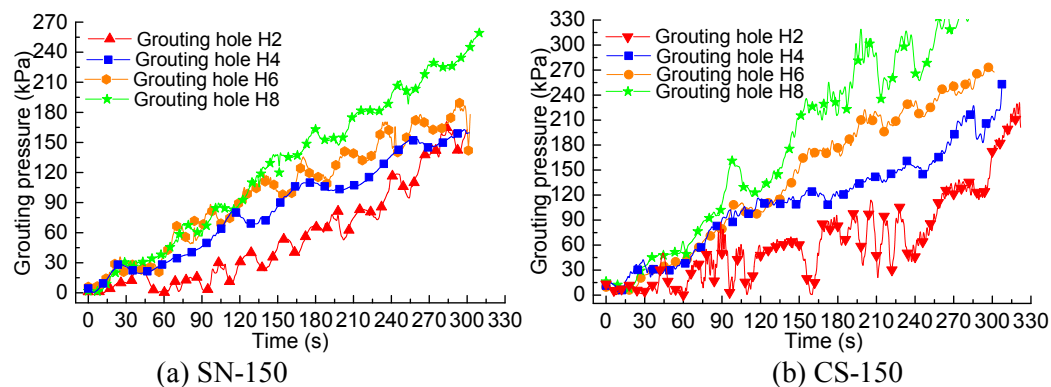 Grouting pressure (kPa)
270
240
210
180
150
120
90
60
30
0
Grouting hole H2
Grouting hole H4
Grouting hole H6
Grouting hole H8
0 30 60 90 120 150 180 210 240 270 300 330
Time (s)
(a) SN-150
Grouting pressure (kPa)
330
300
270
240
210
180
150
120
90
60
30
0
Grouting hole H2
Grouting hole H4
Grouting hole H6
Grouting hole H8
0 30 60 90 120 150 180 210 240 270 300 330
Time (s)
(b) CS-150